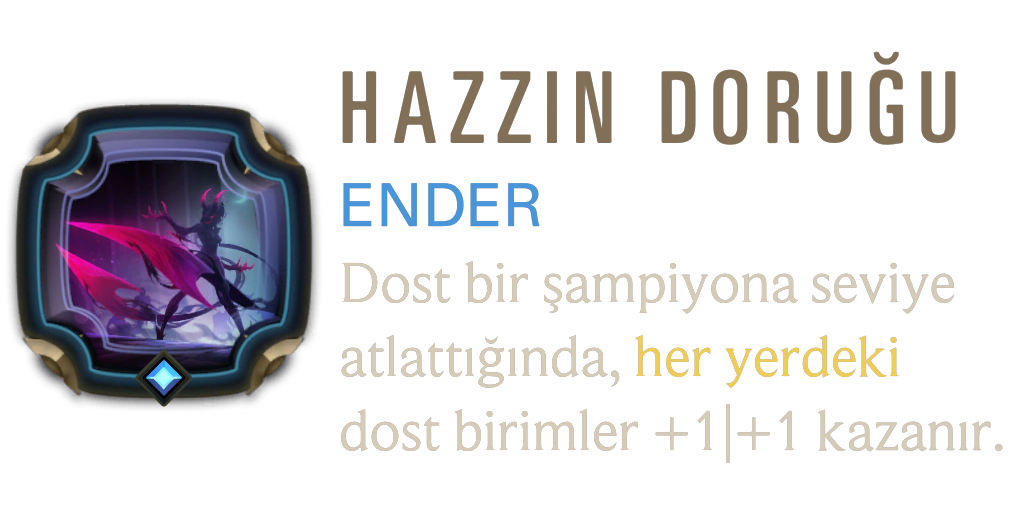 HAZZIN DORUĞU
ENDER
Dost bir şampiyona seviye
atlattığında, her yerdeki
dost birimler +1|+1 kazanır.